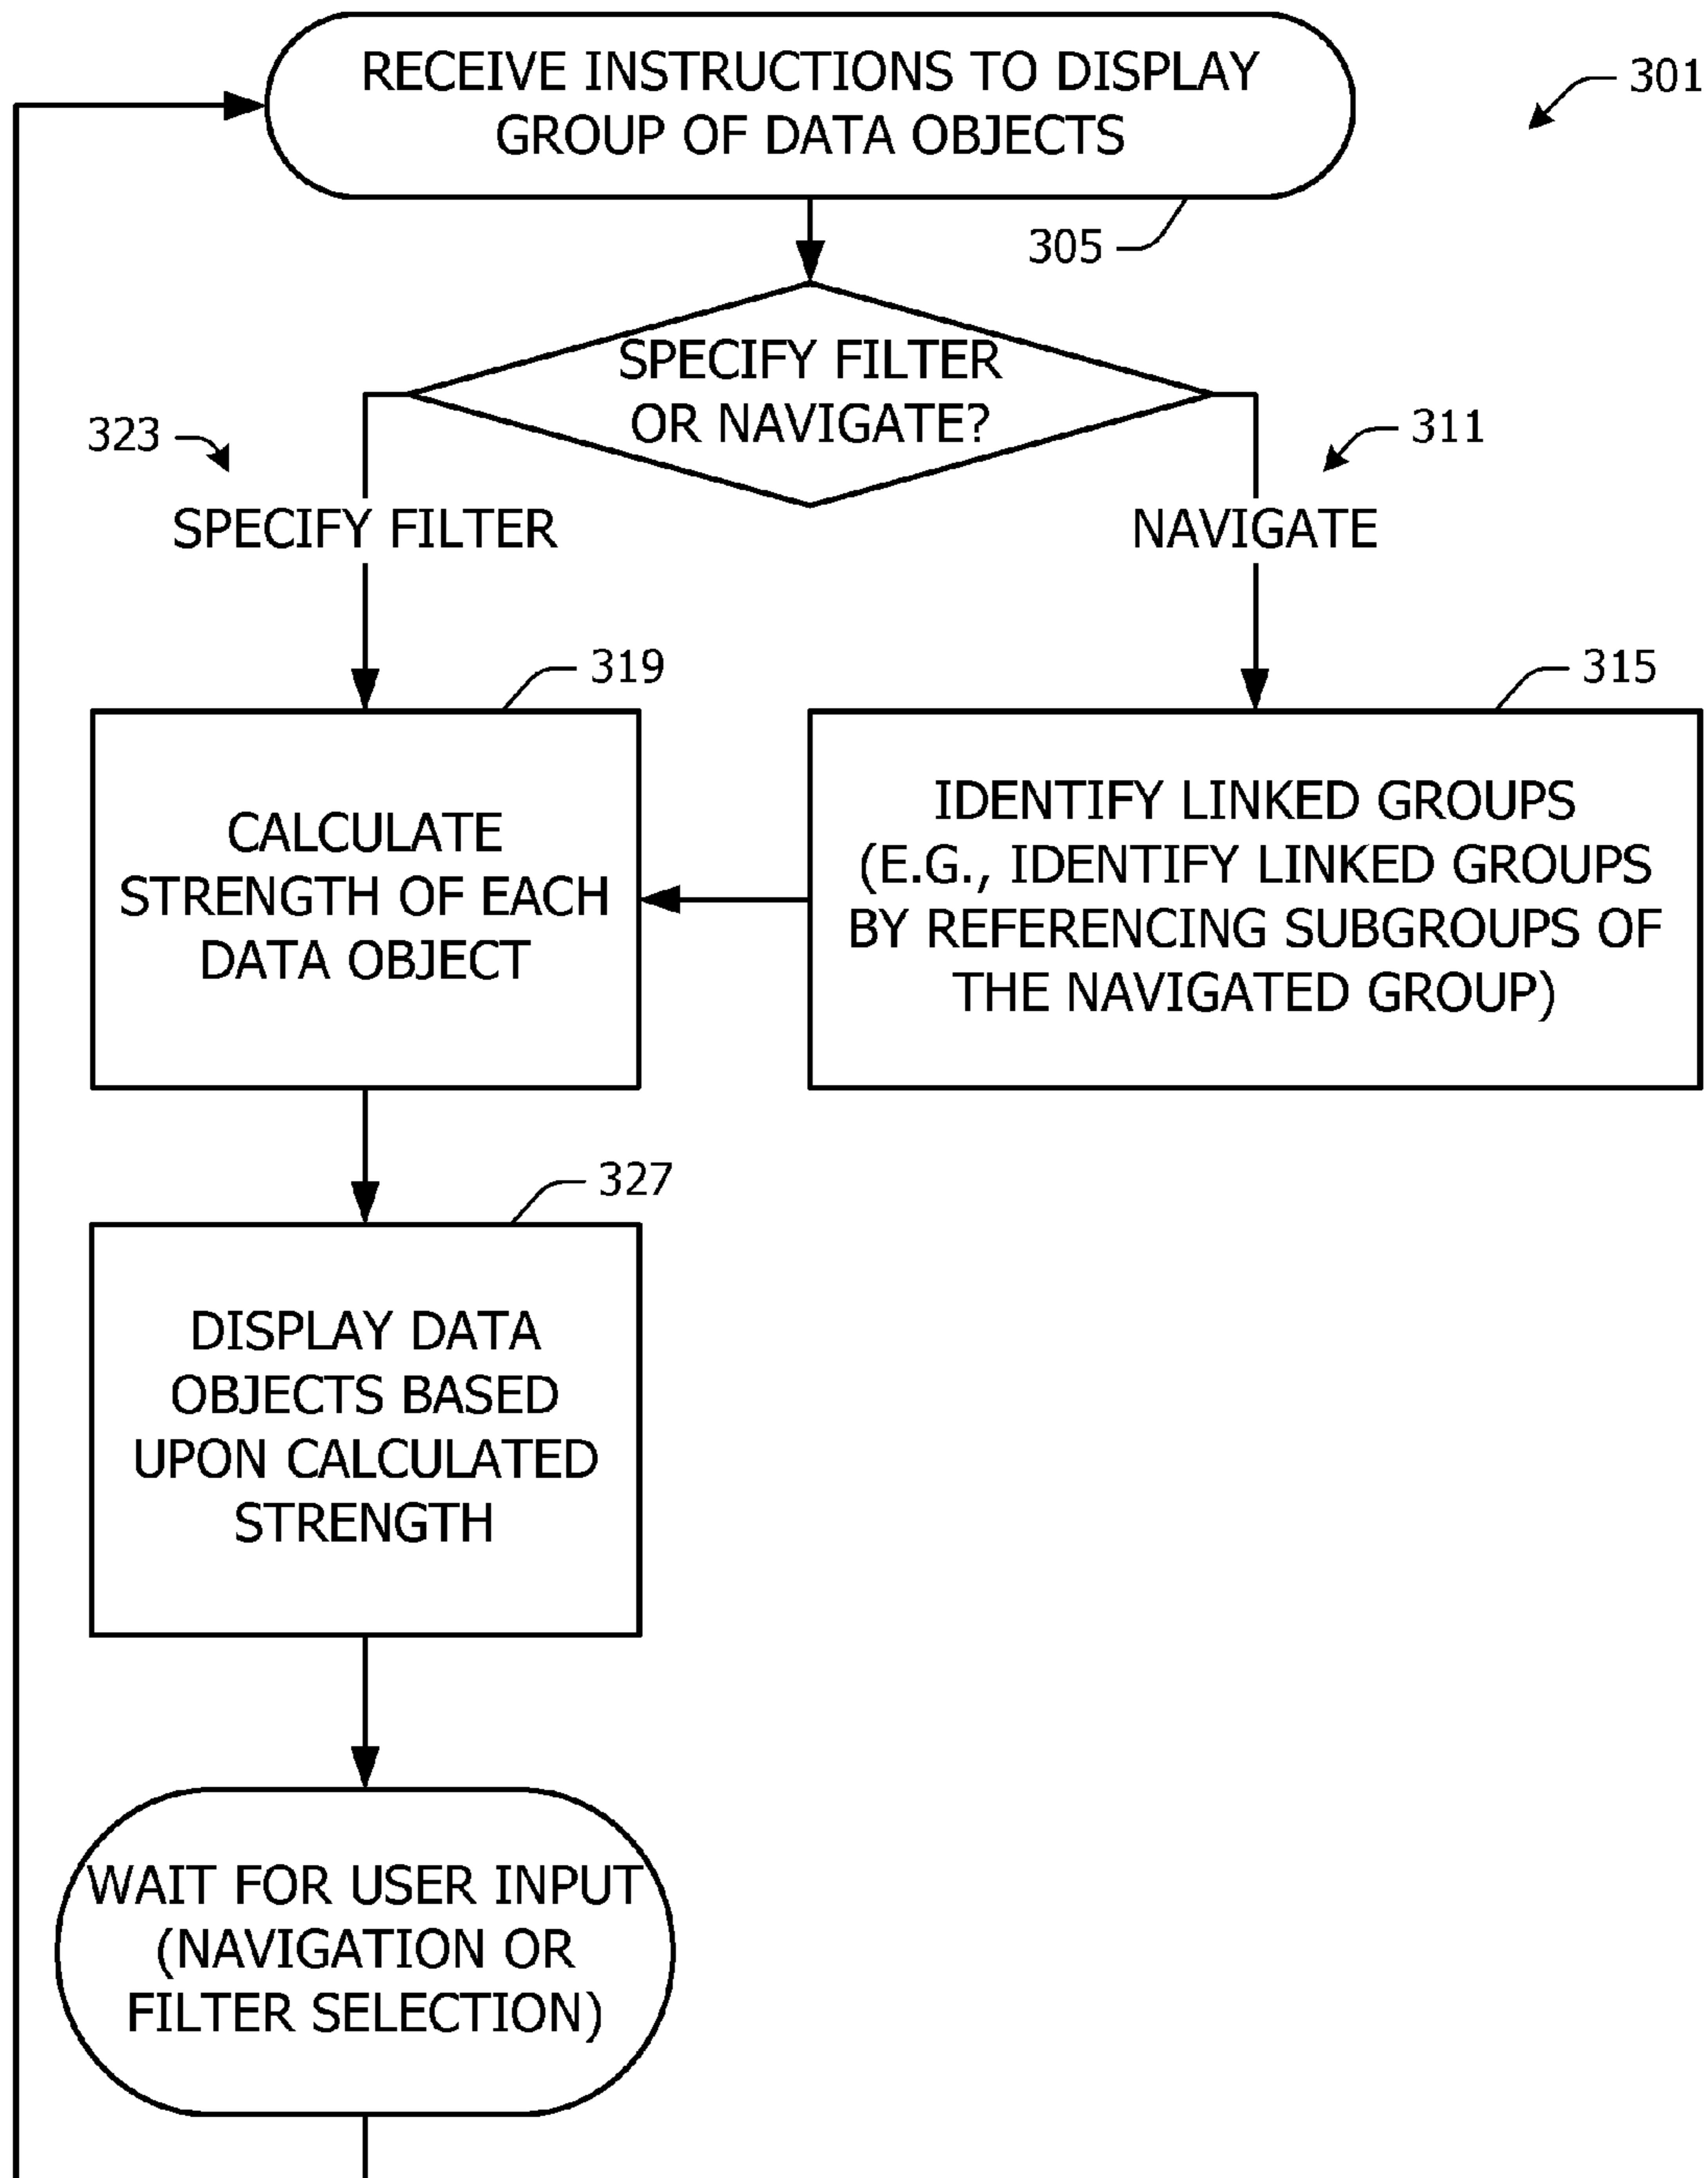 RECEIVE INSTRUCTIONS TO DISPLAY
GROUP OF DATA OBJECTS
301
305
SPECIFY FILTER
OR NAVIGATE?
323
311
SPECIFY FILTER
NAVIGATE
319
315
CALCULATE
STRENGTH OF EACH
DATA OBJECT
IDENTIFY LINKED GROUPS
(E.G., IDENTIFY LINKED GROUPS
BY REFERENCING SUBGROUPS OF
THE NAVIGATED GROUP)
327
DISPLAY DATA
OBJECTS BASED
UPON CALCULATED
STRENGTH
WAIT FOR USER INPUT
(NAVIGATION OR
FILTER SELECTION)